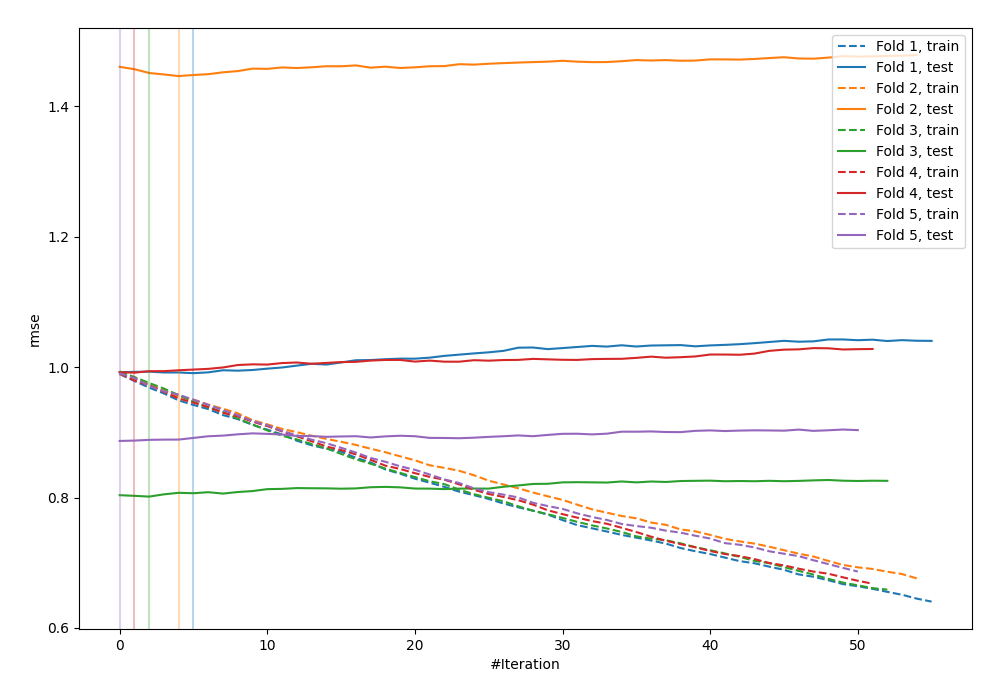 1.4
1.2
1.0
0.8
0.6
rmse
0
10
20
30
40
50
#Iteration
Fold 1, train
Fold 1, test
Fold 2, train
Fold 2, test
Fold 3, train
Fold 3, test
Fold 4, train
Fold 4, test
Fold 5, train
Fold 5, test